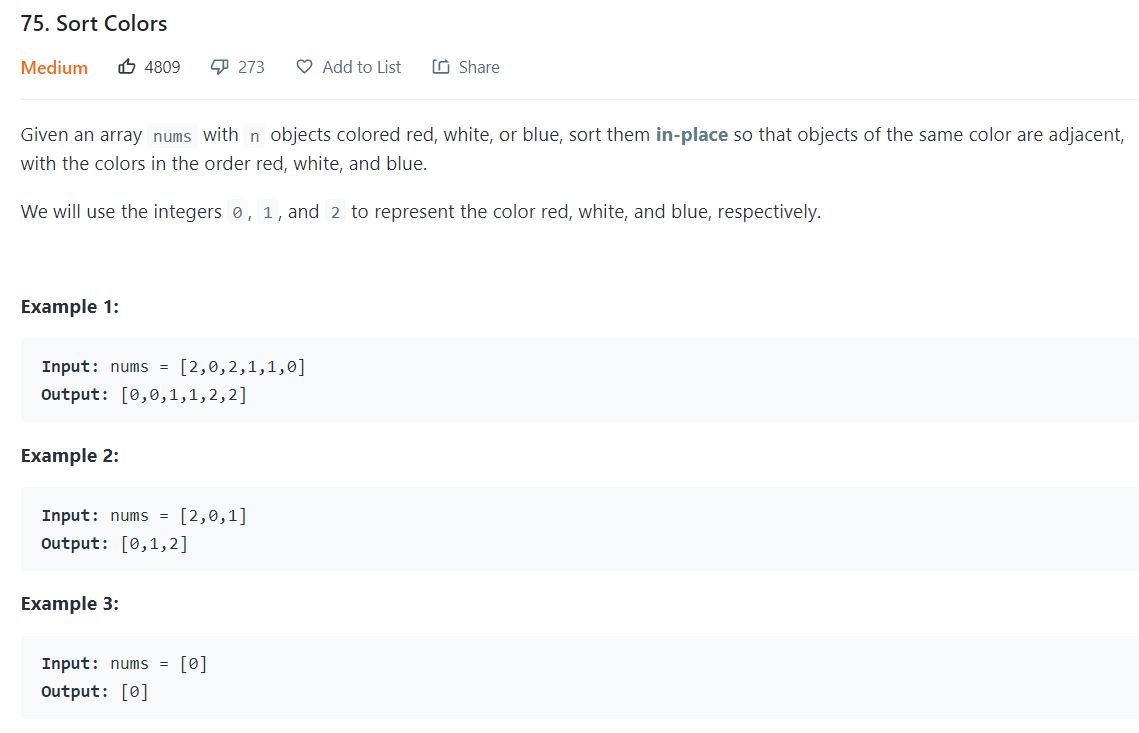 75. Sort Colors
Medium 4809 273 Add to List Share
Given an array nums with n objects colored red, white, or blue, sort them in-place so that objects of the same color are adjacent,
with the colors in the order red, white, and blue.
We will use the integers 0, 1, and 2 to represent the color red, white, and blue, respectively.
Example 1:
Input: nums = [2,0,2,1,1,0]
Output: [0,0,1,1,2,2]
Example 2:
Input: nums = [2,0,1]
Output: [0,1,2]
Example 3:
Input: nums = [0]
Output: [0]